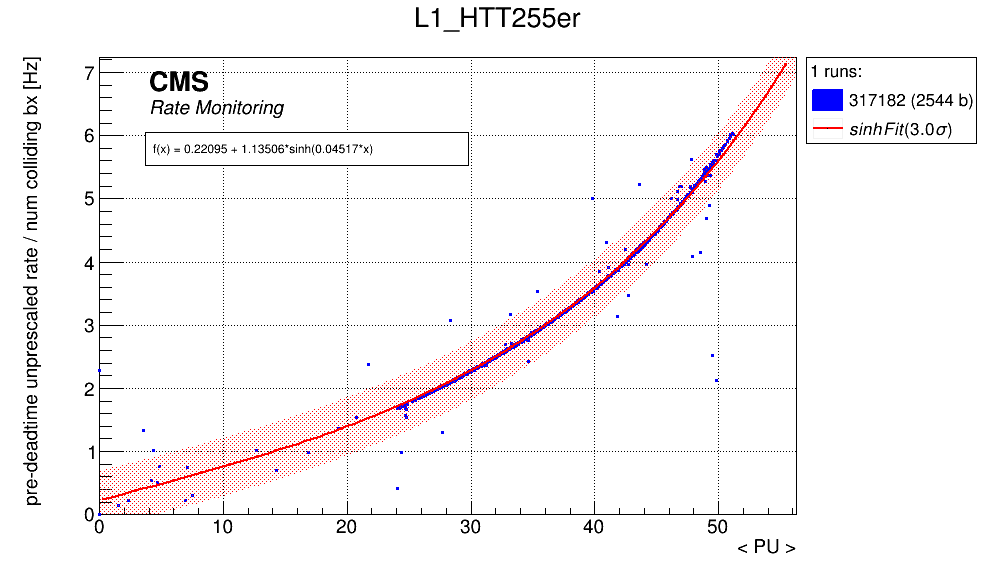 L1_HTT255er
pre-deadtime unprescaled rate / num colliding bx [Hz]
CMS
Rate Monitoring
f(x) = 0.22095 + 1.13506*sinh(0.04517*x)
1 runs:
317182 (2544 b)
sinhFit(3.0σ)
7
6
5
4
3
2
1
0
0 10 20 30 40 50
< PU >